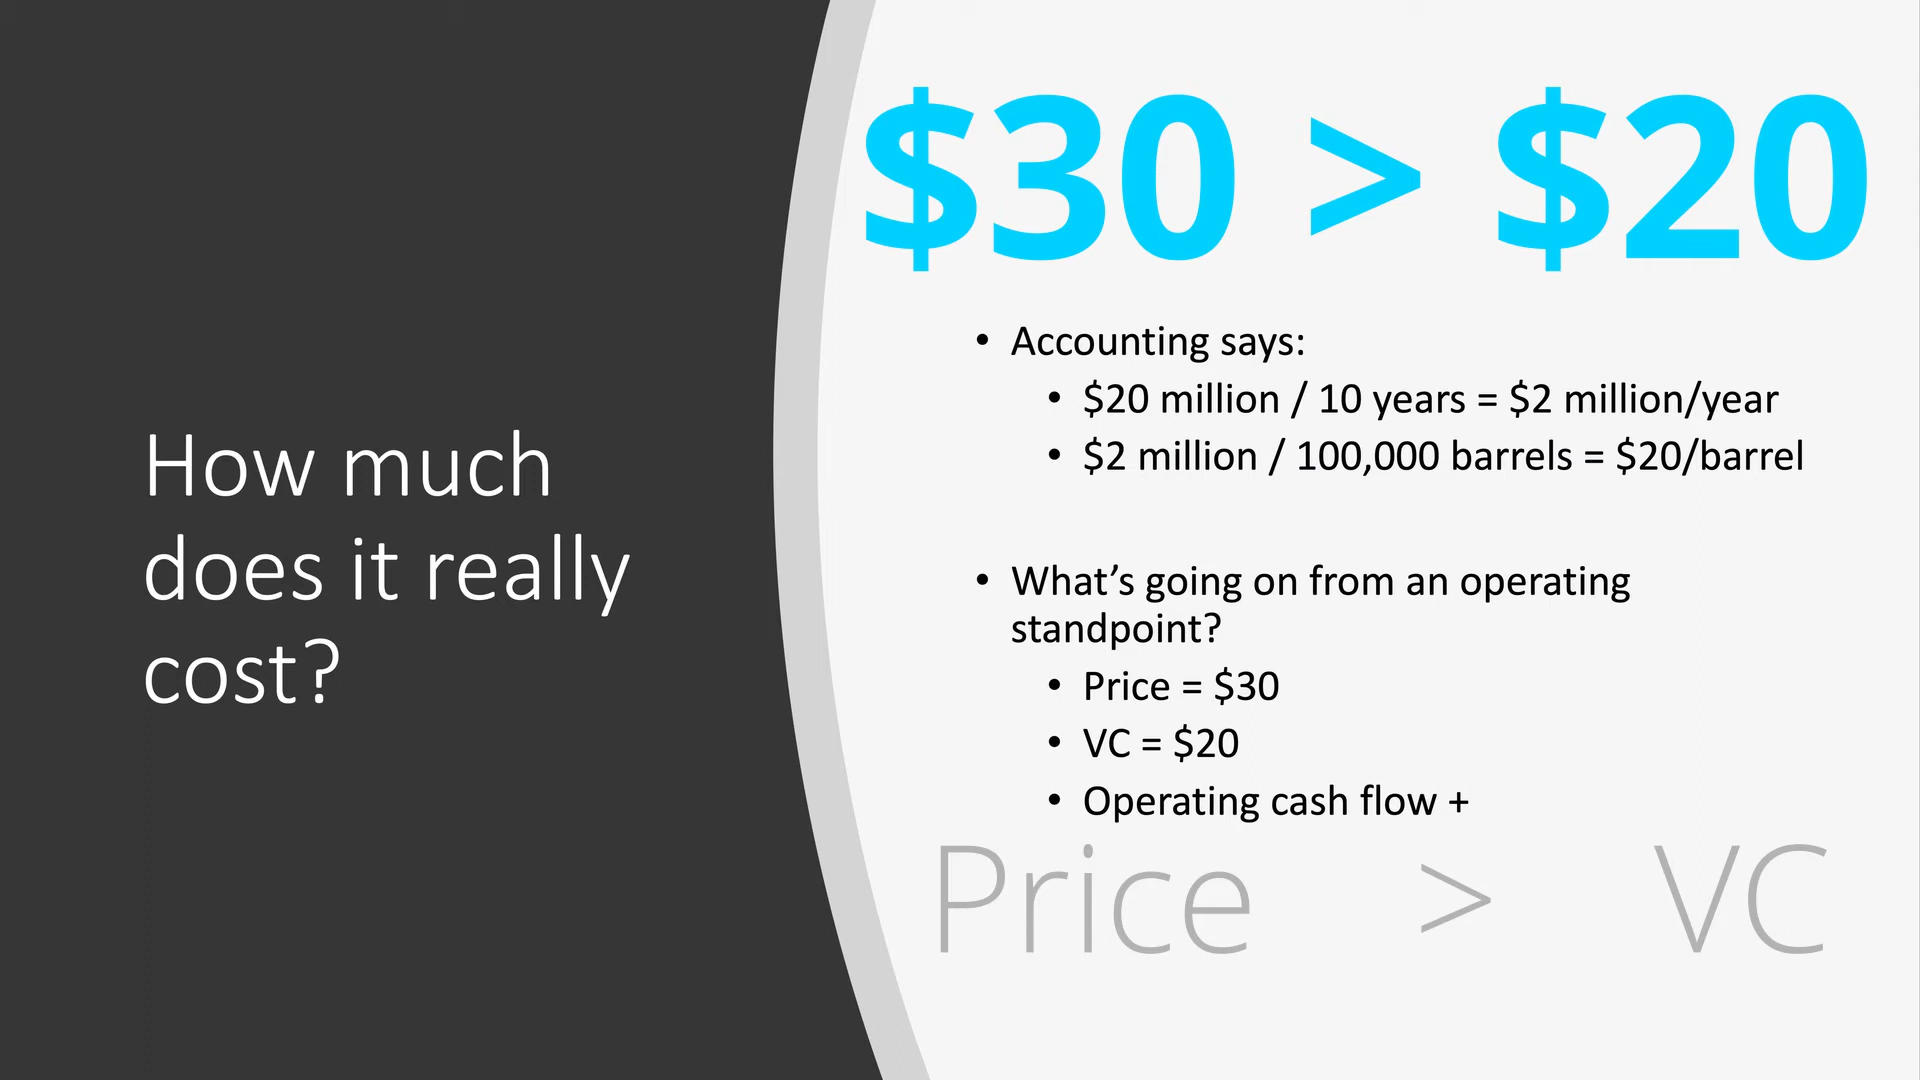 How much
does it really
cost?
$30 > $20
• Accounting says:
• $20 million / 10 years = $2 million/year
• $2 million / 100,000 barrels = $20/barrel
• What’s going on from an operating
standpoint?
• Price = $30
• VC = $20
• Operating cash flow +
Price > VC